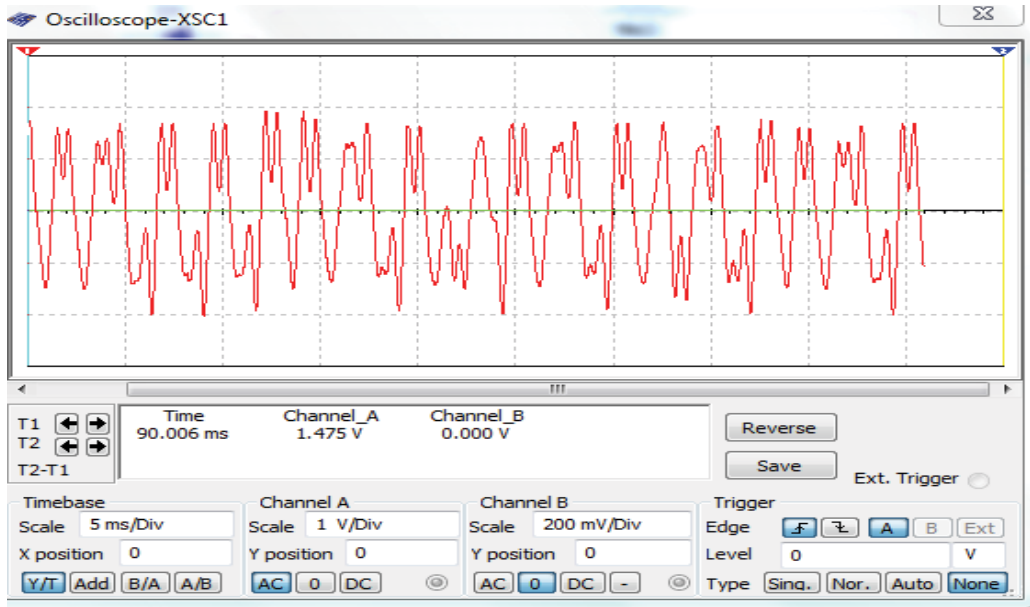 Oscilloscope-XSC1
1
2
T1
T2
T2-T1
Time Channel_A Channel_B
90.006 ms 1.475 V 0.000 V
Reverse
Save
Ext. Trigger
Timebase
Scale 5 ms/Div
X position 0
Y/T Add B/A A/B
Channel A
Scale 1 V/Div
Y position 0
AC 0 DC
Channel B
Scale 200 mV/Div
Y position 0
AC 0 DC -
Trigger
Edge A B Ext
Level 0 V
Type Sing. Nor. Auto None